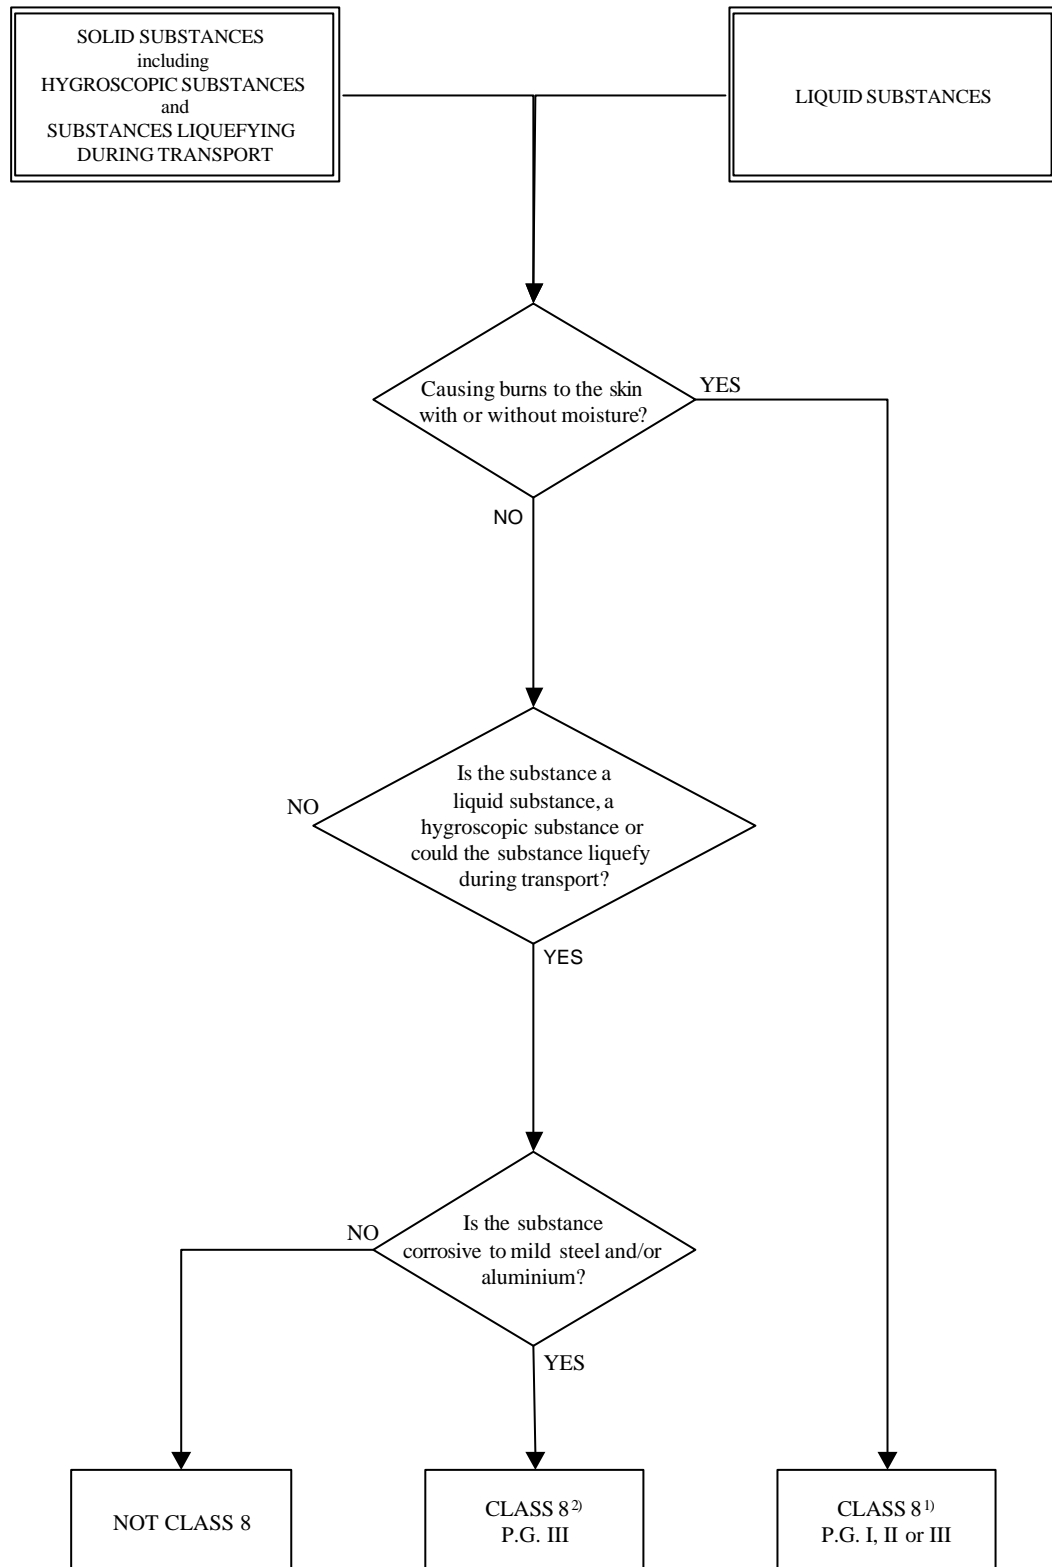 SOLID SUBSTANCES
including
HYGROSCOPIC SUBSTANCES
and
SUBSTANCES LIQUEFYING
DURING TRANSPORT
LIQUID SUBSTANCES
Causing burns to the skin
with or without moisture?
YES
NO
Is the substance a
liquid substance, a
hygroscopic substance or
could the substance liquefy
during transport?
NO
YES
Is the substance
corrosive to mild steel and/or
aluminium?
NO
YES
NOT CLASS 8
CLASS 8 2)
P.G. III
CLASS 8 1)
P.G. I, II or III